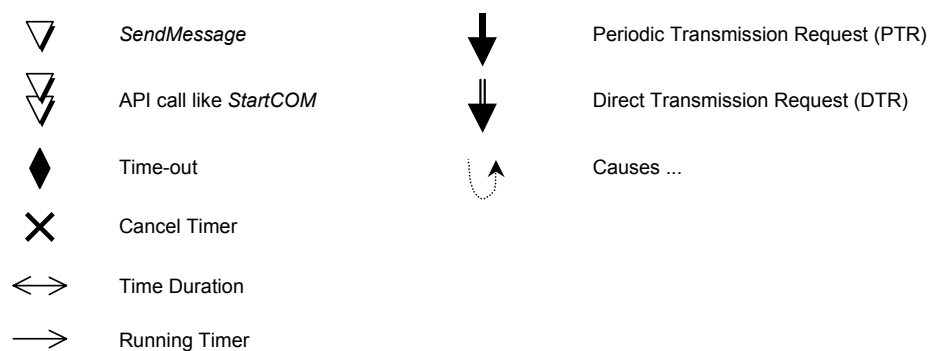 SendMessage
Periodic Transmission Request (PTR)
API call like StartCOM
Direct Transmission Request (DTR)
Time-out
Causes ...
Cancel Timer
Time Duration
Running Timer